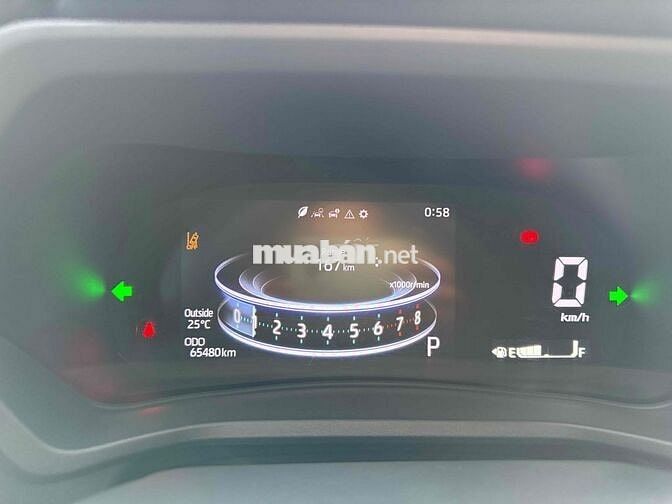 0:58
OFF
muaban.net
167 km
x1000r/min
0 1 2 3 4 5 6 7 8
Outside
25°C
ODO
65480km
P
0
km/h
E F